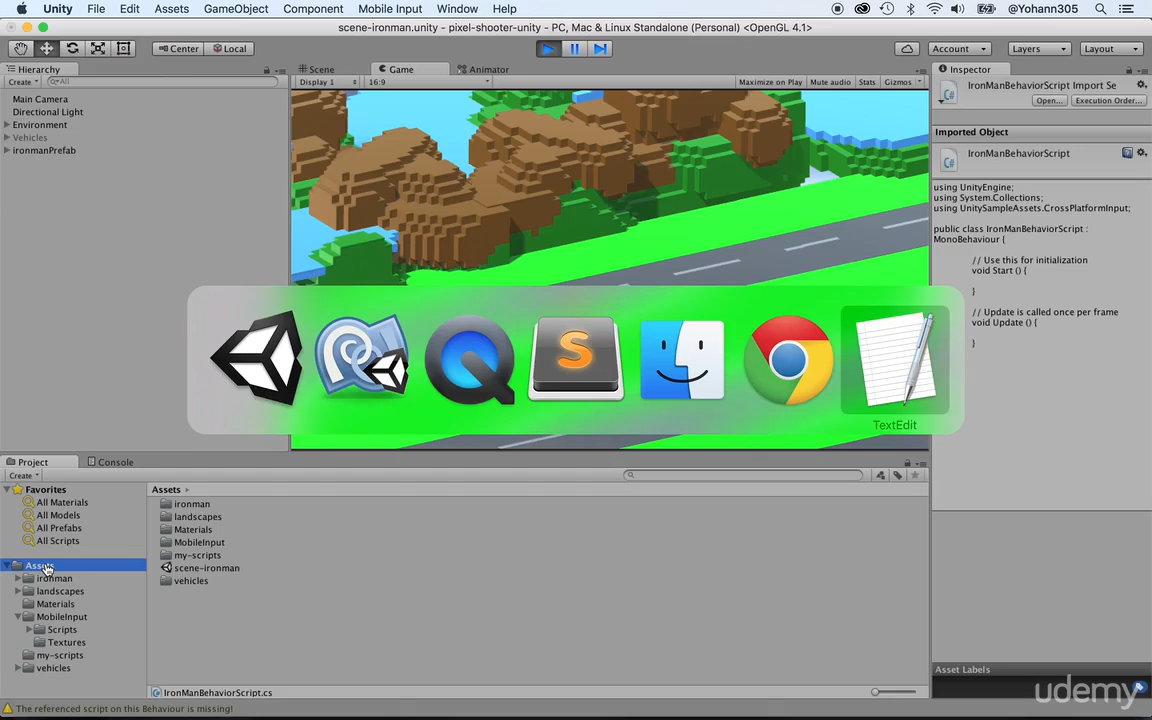 Unity File Edit Assets GameObject Component Mobile Input Window Help @Yohann305
scene-ironman.unity - pixel-shooter-unity - PC, Mac & Linux Standalone (Personal) <OpenGL 4.1>
Center Local Account Layers Layout
Hierarchy
Create All
Main Camera
Directional Light
Environment
Vehicles
ironmanPrefab
Scene Game Animator
Display 1 16:9 Maximize on Play Mute audio Stats Gizmos
Inspector
IronManBehaviorScript Import Se
Open... Execution Order...
Imported Object
IronManBehaviorScript
using UnityEngine;
using System.Collections;
using UnitySampleAssets.CrossPlatformInput;
public class IronManBehaviorScript :
MonoBehaviour {
// Use this for initialization
void Start () {
}
// Update is called once per frame
void Update () {
}
S
TextEdit
Project Console
Create
Favorites
All Materials
All Models
All Prefabs
All Scripts
Assets
ironman
landscapes
Materials
MobileInput
Scripts
Textures
my-scripts
vehicles
Assets
ironman
landscapes
Materials
MobileInput
my-scripts
scene-ironman
vehicles
IronManBehaviorScript.cs
Asset Labels
The referenced script on this Behaviour is missing!
udemy